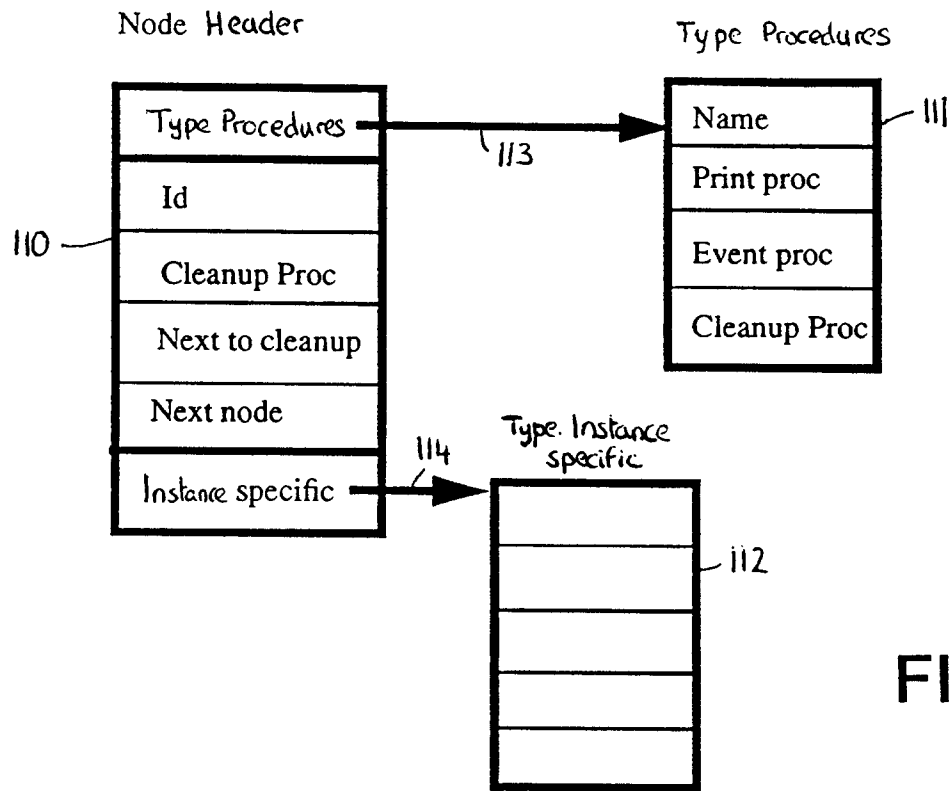 Node Header
Type Procedures
Type Procedures
113
Name
111
Id
Print proc
110
Cleanup Proc
Event proc
Next to cleanup
Cleanup Proc
Next node
Type. Instance
specific
Instance specific
114
112
FI